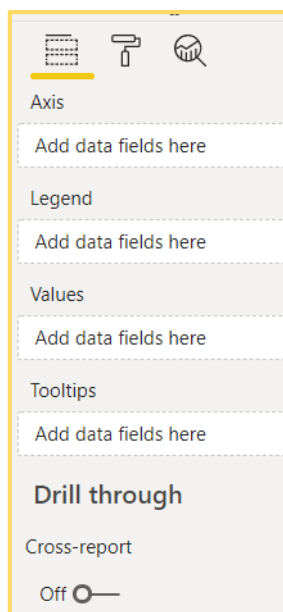 Axis
Add data fields here
Legend
Add data fields here
Values
Add data fields here
Tooltips
Add data fields here
Drill through
Cross-report
Off